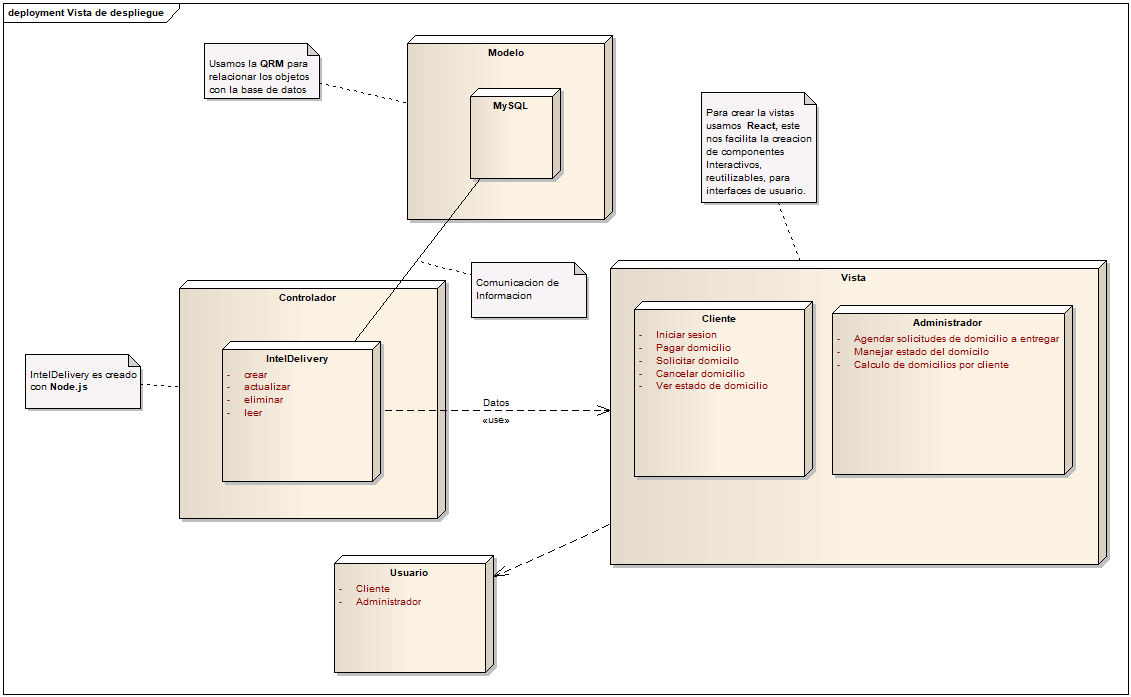 deployment Vista de despliegue
Usamos la QRM para
relacionar los objetos
con la base de datos
Modelo
MySQL
Para crear la vistas
usamos React, este
nos facilita la creacion
de componentes
Interactivos,
reutilizables, para
interfaces de usuario.
Comunicacion de
Informacion
Controlador
IntelDelivery
- crear
- actualizar
- eliminar
- leer
IntelDelivery es creado
con Node.js
Datos
«use»
Vista
Cliente
- Iniciar sesion
- Pagar domicilio
- Solicitar domicilo
- Cancelar domicilio
- Ver estado de domicilio
Administrador
- Agendar solicitudes de domicilio a entregar
- Manejar estado del domicilo
- Calculo de domicilios por cliente
Usuario
- Cliente
- Administrador